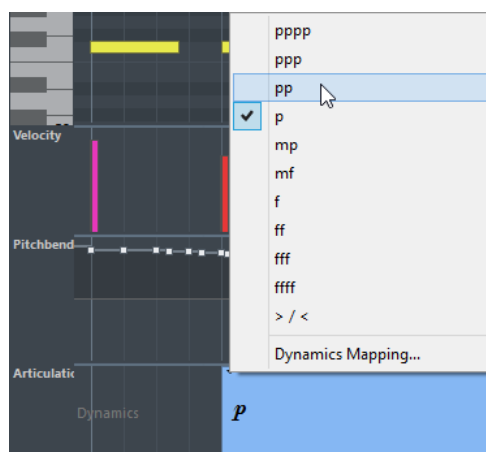 pppp
ppp
pp
p
mp
mf
f
ff
fff
ffff
> / <
Dynamics Mapping...
Velocity
Pitchbend
Articulatic
Dynamics
p